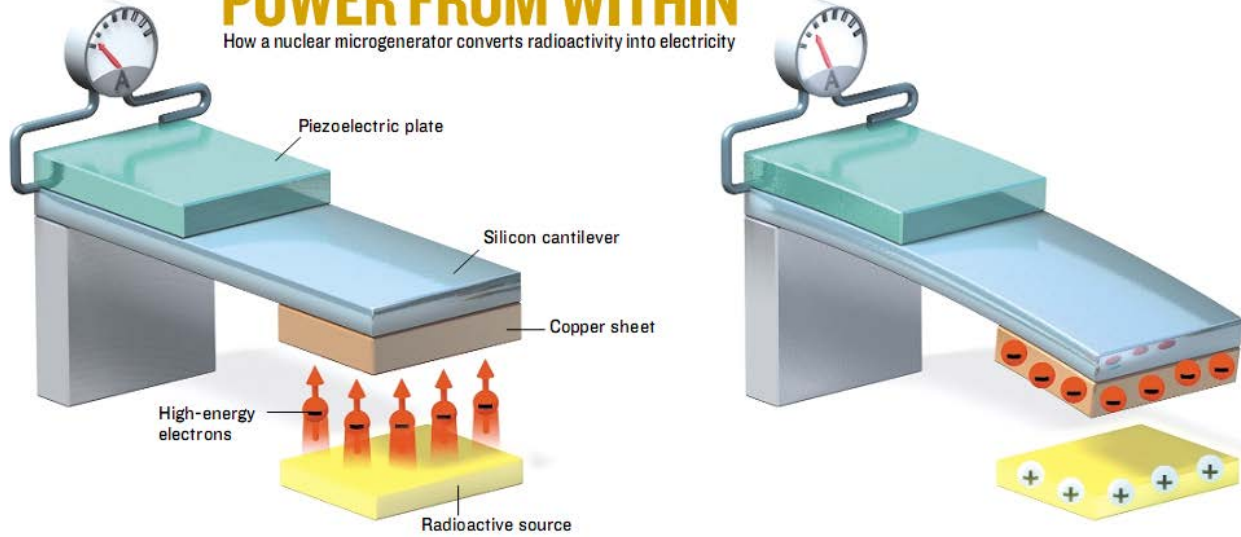 POWER FROM WITHIN
How a nuclear microgenerator converts radioactivity into electricity
A
A
Piezoelectric plate
Silicon cantilever
Copper sheet
High-energy
electrons
Radioactive source